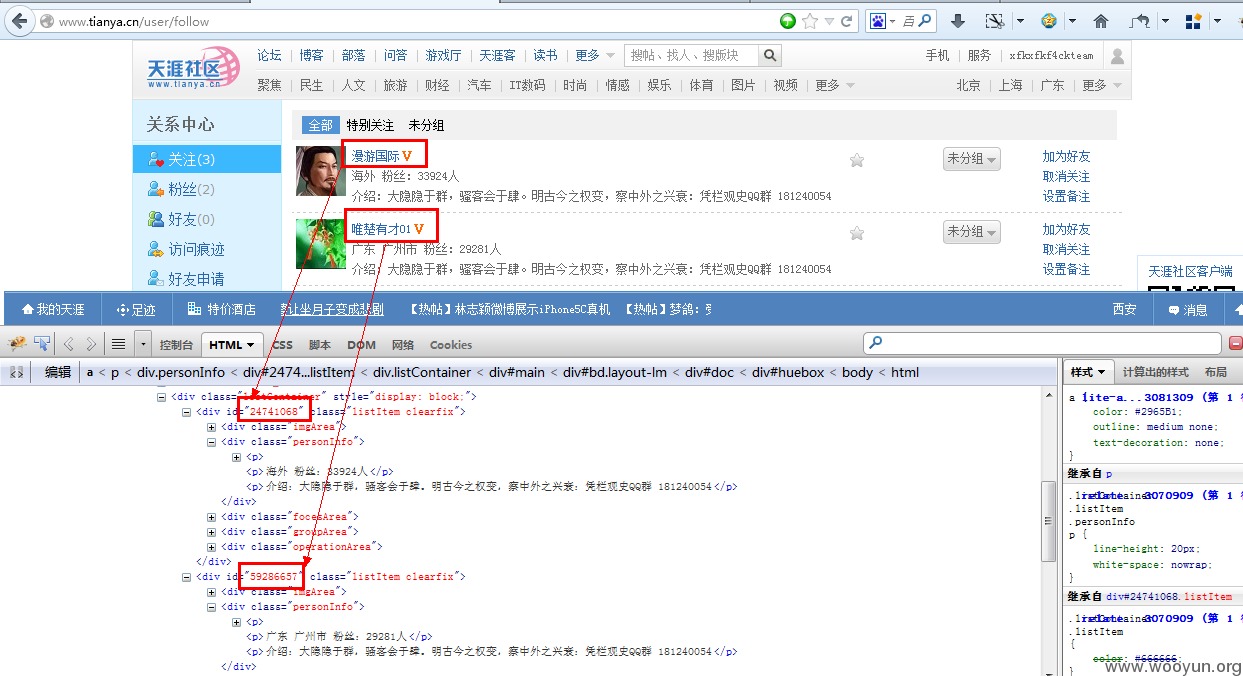 www.tianya.cn/user/follow
天涯社区
www.tianya.cn
论坛 博客 部落 问答 游戏厅 天涯客 读书 更多 搜帖、找人、搜版块 手机 服务 xfkxfkf4ckteam
聚焦 民生 人文 旅游 财经 汽车 IT数码 时尚 情感 娱乐 体育 图片 视频 更多 北京 上海 广东 更多
关系中心
全部 特别关注 未分组
关注(3)
粉丝(2)
好友(0)
访问痕迹
好友申请
漫游国际 V
海外 粉丝：33924人
介绍：大隐隐于群，骚客会于肆。明古今之权变，察中外之兴衰：凭栏观史QQ群 181240054
未分组
加为好友
取消关注
设置备注
唯楚有才01 V
广东 广州市 粉丝：29281人
介绍：大隐隐于群，骚客会于肆。明古今之权变，察中外之兴衰：凭栏观史QQ群 181240054
未分组
加为好友
取消关注
设置备注
天涯社区客户端
我的天涯 足迹 特价酒店 让坐月子变成悲剧 【热帖】林志颖微博展示iPhone5C真机 【热帖】梦鸽： 西安 消息
控制台 HTML CSS 脚本 DOM 网络 Cookies
编辑 a < p < div.personInfo < div#2474...listItem < div.listContainer < div#main < div#bd.layout-lm < div#doc < div#huebox < body < html
样式 计算出的样式 布局
<div class="listContainer" style="display: block;">
<div id="24741068" class="listItem clearfix">
<div class="imgArea">
<div class="personInfo">
<p>
<p>海外 粉丝：33924人</p>
<p>介绍：大隐隐于群，骚客会于肆。明古今之权变，察中外之兴衰：凭栏观史QQ群 181240054</p>
</div>
<div class="focesArea">
<div class="groupArea">
<div class="operationArea">
</div>
<div id="59286657" class="listItem clearfix">
<div class="imgArea">
<div class="personInfo">
<p>
<p>广东 广州市 粉丝：29281人</p>
<p>介绍：大隐隐于群，骚客会于肆。明古今之权变，察中外之兴衰：凭栏观史QQ群 181240054</p>
</div>
a {
lite-a...3081309 (第 1
color: #2965B1;
outline: medium none;
text-decoration: none;
}
继承自 p
3070909 (第 1
.listContainer
.listItem
.personInfo
p {
line-height: 20px;
white-space: nowrap;
}
继承自 div#24741068.listItem
3070909 (第 1
.listContainer
.listItem
{
color: #666666;
}
www.wooyun.org